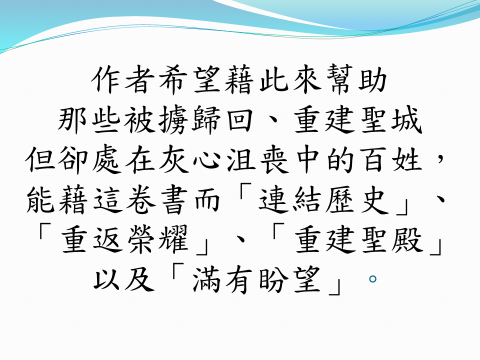 作者希望藉此來幫助
那些被擄歸回、重建聖城
但卻處在灰心沮喪中的百姓，
能藉這卷書而「連結歷史」、
「重返榮耀」、「重建聖殿」
以及「滿有盼望」。